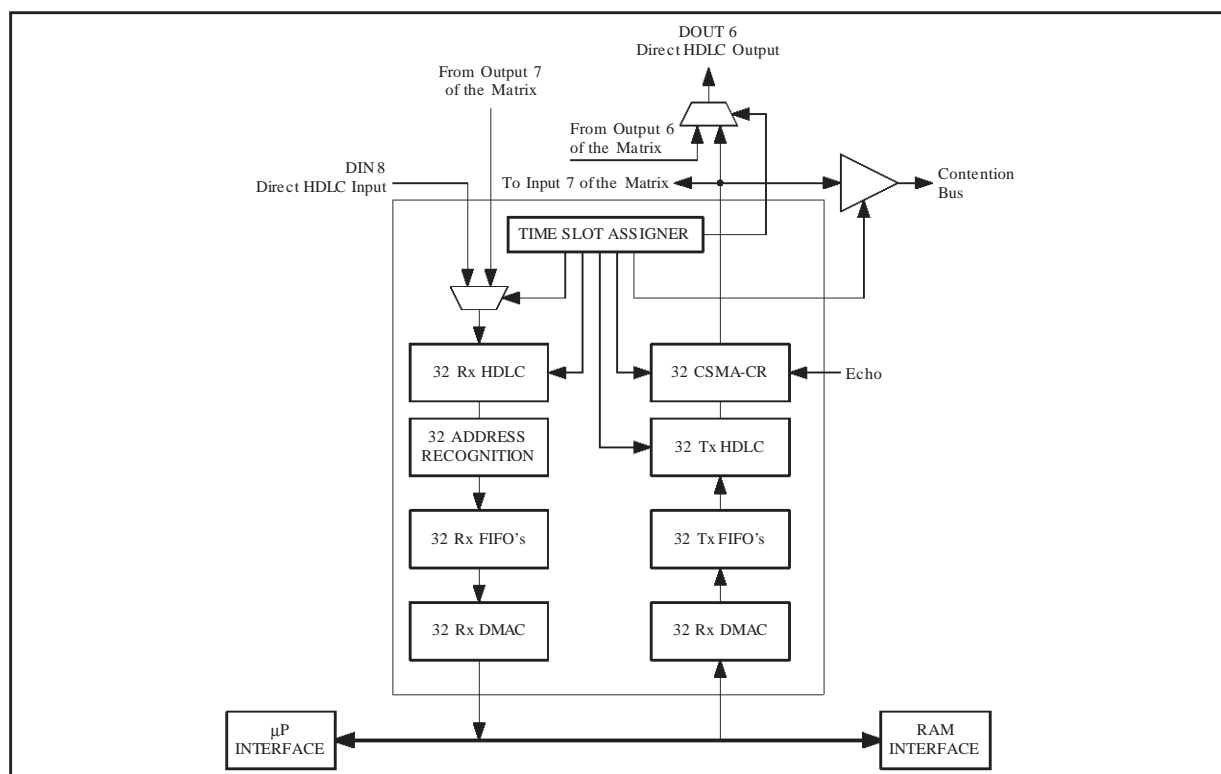 DOUT 6
Direct HDLC Output
From Output 7
of the Matrix
From Output 6
of the Matrix
DIN 8
Direct HDLC Input
To Input 7 of the Matrix
Contention
Bus
TIME SLOT ASSIGNER
32 Rx HDLC
32 CSMA-CR
Echo
32 ADDRESS
RECOGNITION
32 Tx HDLC
32 Rx FIFO's
32 Tx FIFO's
32 Rx DMAC
32 Rx DMAC
µP
INTERFACE
RAM
INTERFACE